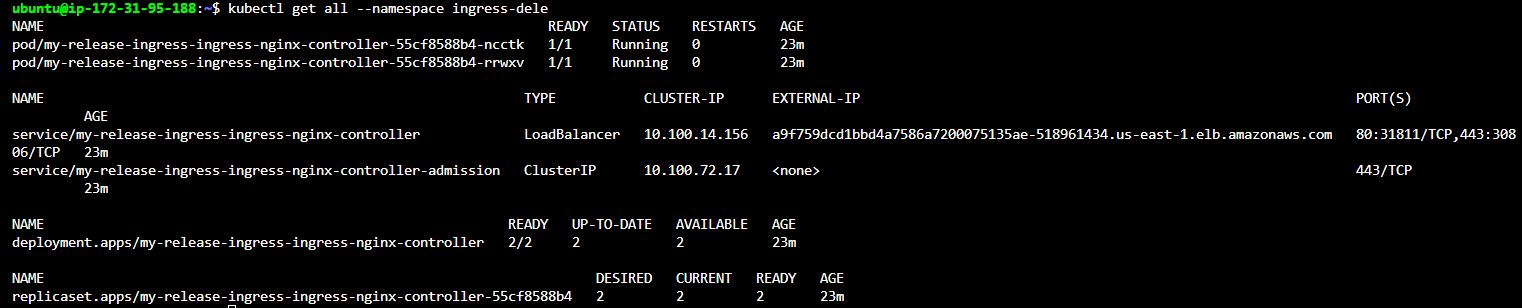 ubuntu@ip-172-31-95-188:~$ kubectl get all --namespace ingress-dele
NAME READY STATUS RESTARTS AGE
pod/my-release-ingress-ingress-nginx-controller-55cf8588b4-ncctk 1/1 Running 0 23m
pod/my-release-ingress-ingress-nginx-controller-55cf8588b4-rrwxv 1/1 Running 0 23m
NAME TYPE CLUSTER-IP EXTERNAL-IP PORT(S)
AGE
service/my-release-ingress-ingress-nginx-controller LoadBalancer 10.100.14.156 a9f759dcd1bbd4a7586a7200075135ae-518961434.us-east-1.elb.amazonaws.com 80:31811/TCP,443:308
06/TCP 23m
service/my-release-ingress-ingress-nginx-controller-admission ClusterIP 10.100.72.17 <none> 443/TCP
23m
NAME READY UP-TO-DATE AVAILABLE AGE
deployment.apps/my-release-ingress-ingress-nginx-controller 2/2 2 2 23m
NAME DESIRED CURRENT READY AGE
replicaset.apps/my-release-ingress-ingress-nginx-controller-55cf8588b4 2 2 2 23m